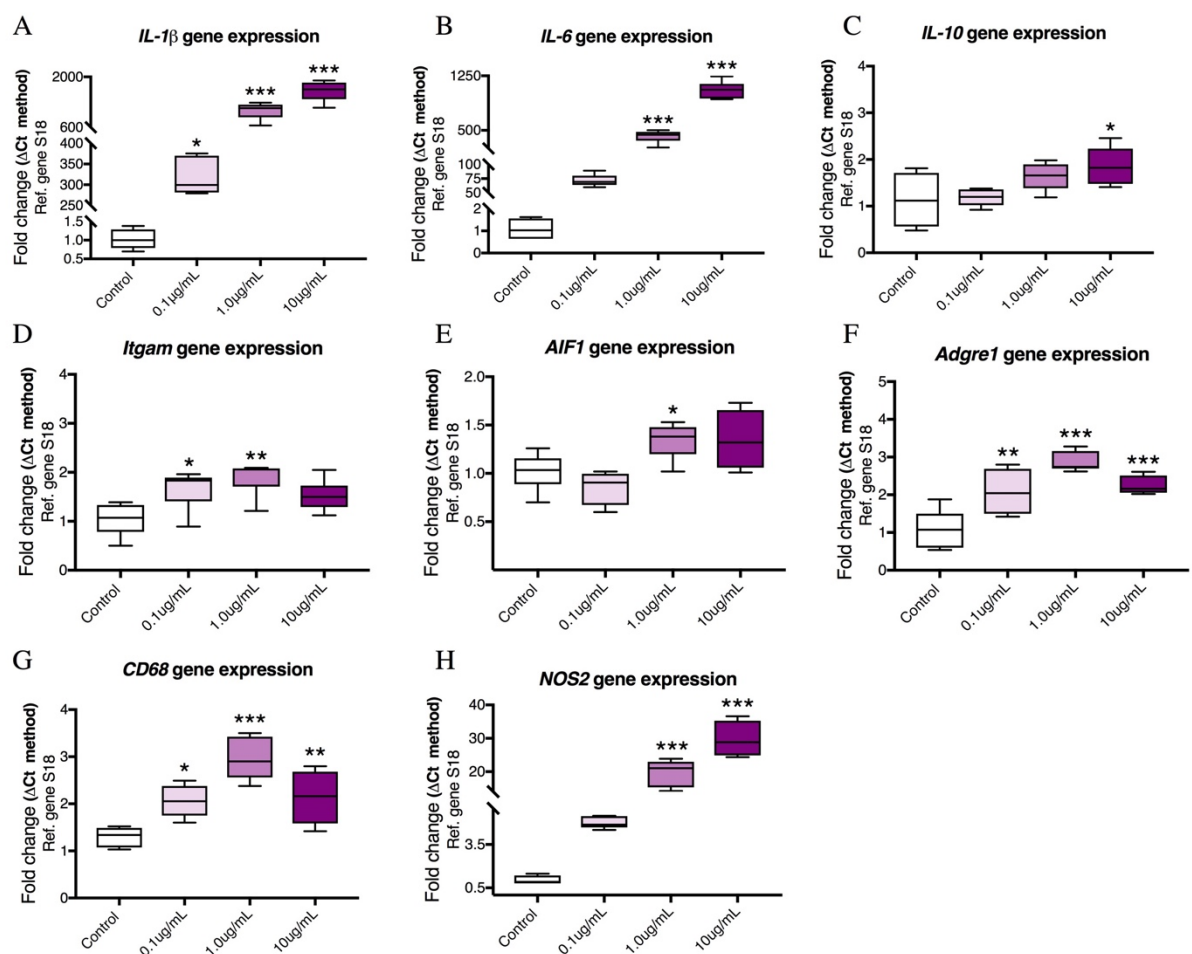 A
IL-1β gene expression
Fold change (ΔCt method)
Ref. gene S18
2000
600
400
350
300
250
1.5
1.0
0.5
*
***
***
Control
0.1µg/mL
1.0µg/mL
10µg/mL
B
IL-6 gene expression
Fold change (ΔCt method)
Ref. gene S18
1250
500
100
75
50
2
1
0
***
***
Control
0.1ug/mL
1.0ug/mL
10ug/mL
C
IL-10 gene expression
Fold change (ΔCt method)
Ref. gene S18
4
3
2
1
0
*
Control
0.1ug/mL
1.0ug/mL
10ug/mL
D
Itgam gene expression
Fold change (ΔCt method)
Ref. gene S18
4
3
2
1
0
*
**
Control
0.1ug/mL
1.0ug/mL
10ug/mL
E
AIF1 gene expression
Fold change (ΔCt method)
Ref. gene S18
2.0
1.5
1.0
0.5
*
Control
0.1ug/mL
1.0ug/mL
10ug/mL
F
Adgre1 gene expression
Fold change (ΔCt method)
Ref. gene S18
5
4
3
2
1
0
**
***
***
Control
0.1ug/mL
1.0ug/mL
10ug/mL
G
CD68 gene expression
Fold change (ΔCt method)
Ref. gene S18
4
3
2
1
0
*
***
**
Control
0.1ug/mL
1.0ug/mL
10ug/mL
H
NOS2 gene expression
Fold change (ΔCt method)
Ref. gene S18
40
30
20
3.5
0.5
***
***
Control
0.1ug/mL
1.0ug/mL
10ug/mL